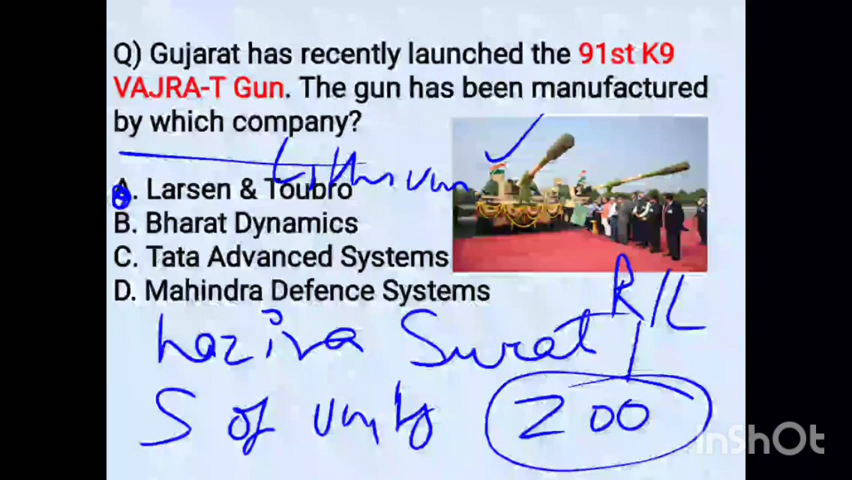 Q) Gujarat has recently launched the 91st K9
VAJRA-T Gun. The gun has been manufactured
by which company?
A. Larsen & Toubro
B. Bharat Dynamics
C. Tata Advanced Systems
D. Mahindra Defence Systems
R/L
hazira Surat
S of unity 200
InShOt